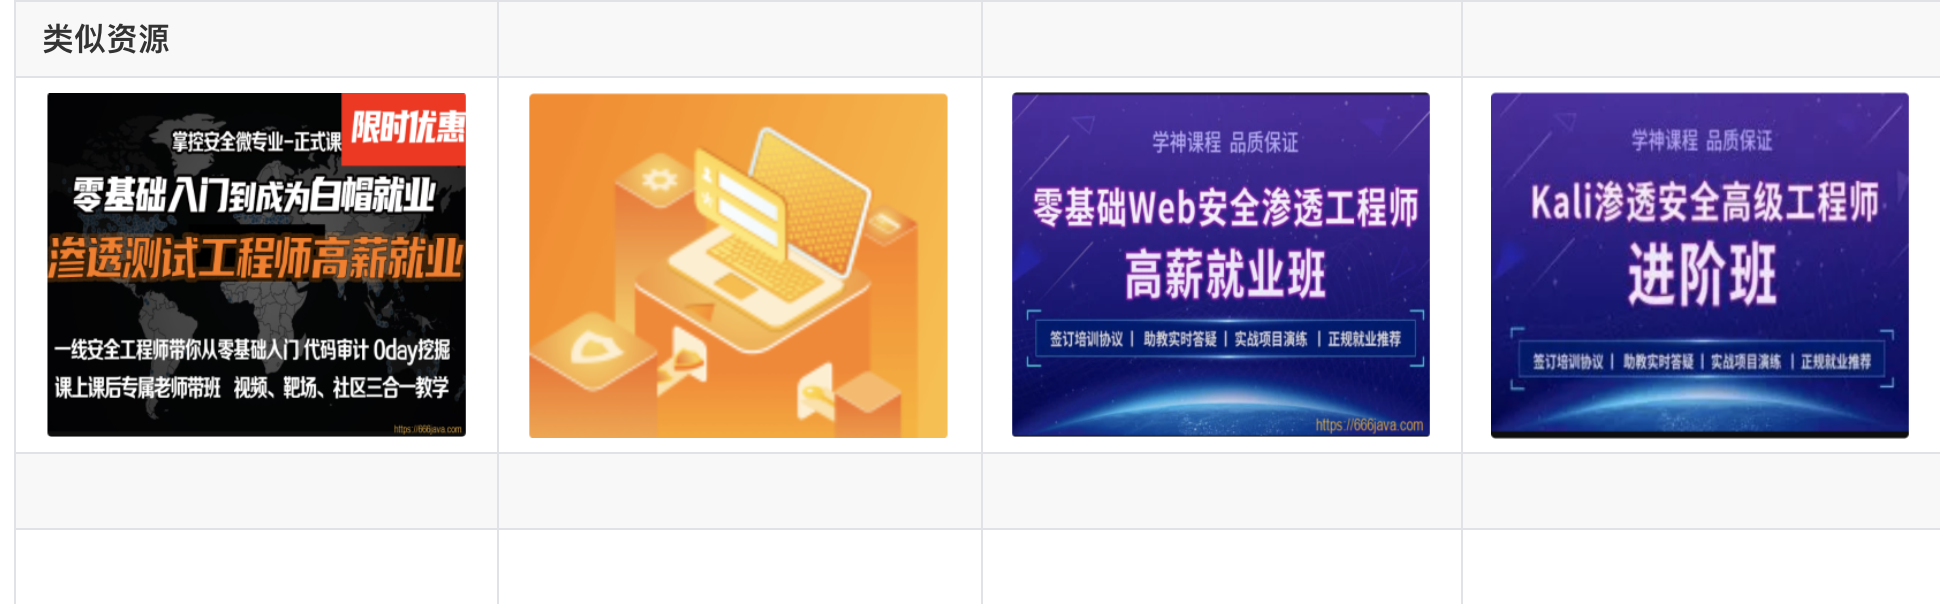 类似资源
掌控安全微专业-正式课
限时优惠
零基础入门到成为白帽就业
渗透测试工程师高薪就业
一线安全工程师带你从零基础入门 代码审计 0day挖掘
课上课后专属老师带班 视频、靶场、社区三合一教学
https://666java.com
学神课程 品质保证
零基础Web安全渗透工程师
高薪就业班
签订培训协议 | 助教实时答疑 | 实战项目演练 | 正规就业推荐
https://666java.com
学神课程 品质保证
Kali渗透安全高级工程师
进阶班
签订培训协议 | 助教实时答疑 | 实战项目演练 | 正规就业推荐